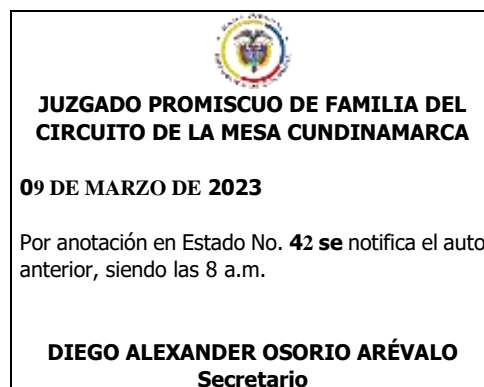 JUZGADO PROMISCUO DE FAMILIA DEL
CIRCUITO DE LA MESA CUNDINAMARCA
09 DE MARZO DE 2023
Por anotación en Estado No. 42 se notifica el auto
anterior, siendo las 8 a.m.
DIEGO ALEXANDER OSORIO ARÉVALO
Secretario